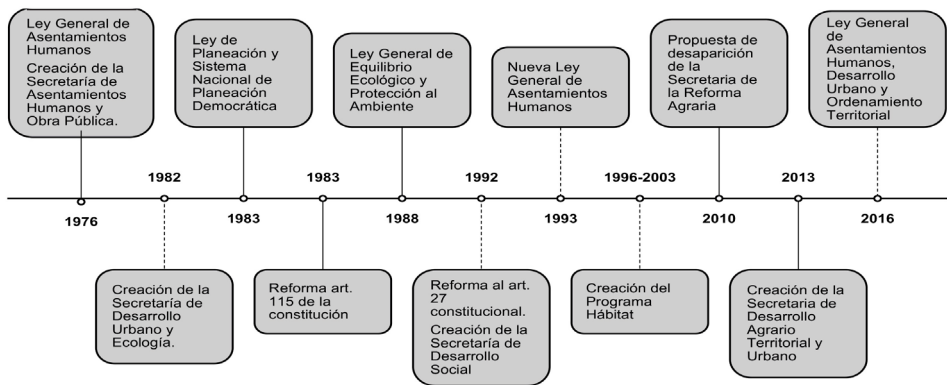 Ley General de
Asentamientos
Humanos
Creación de la
Secretaría de
Asentamientos
Humanos y
Obra Pública.
Ley de
Planeación y
Sistema
Nacional de
Planeación
Democrática
Ley General de
Equilibrio
Ecológico y
Protección al
Ambiente
Nueva Ley
General de
Asentamientos
Humanos
Propuesta de
desaparición
de la
Secretaria de
la Reforma
Agraria
Ley General
de
Asentamientos
Humanos,
Desarrollo
Urbano y
Ordenamiento
Territorial
1982
1983
1992
1996-2003
2013
1976
1983
1988
1993
2010
2016
Creación de la
Secretaría de
Desarrollo
Urbano y
Ecología.
Reforma art.
115 de la
constitución
Reforma al art.
27
constitucional.
Creación de la
Secretaría de
Desarrollo
Social
Creación del
Programa
Hábitat
Creación de la
Secretaria de
Desarrollo
Agrario
Territorial y
Urbano